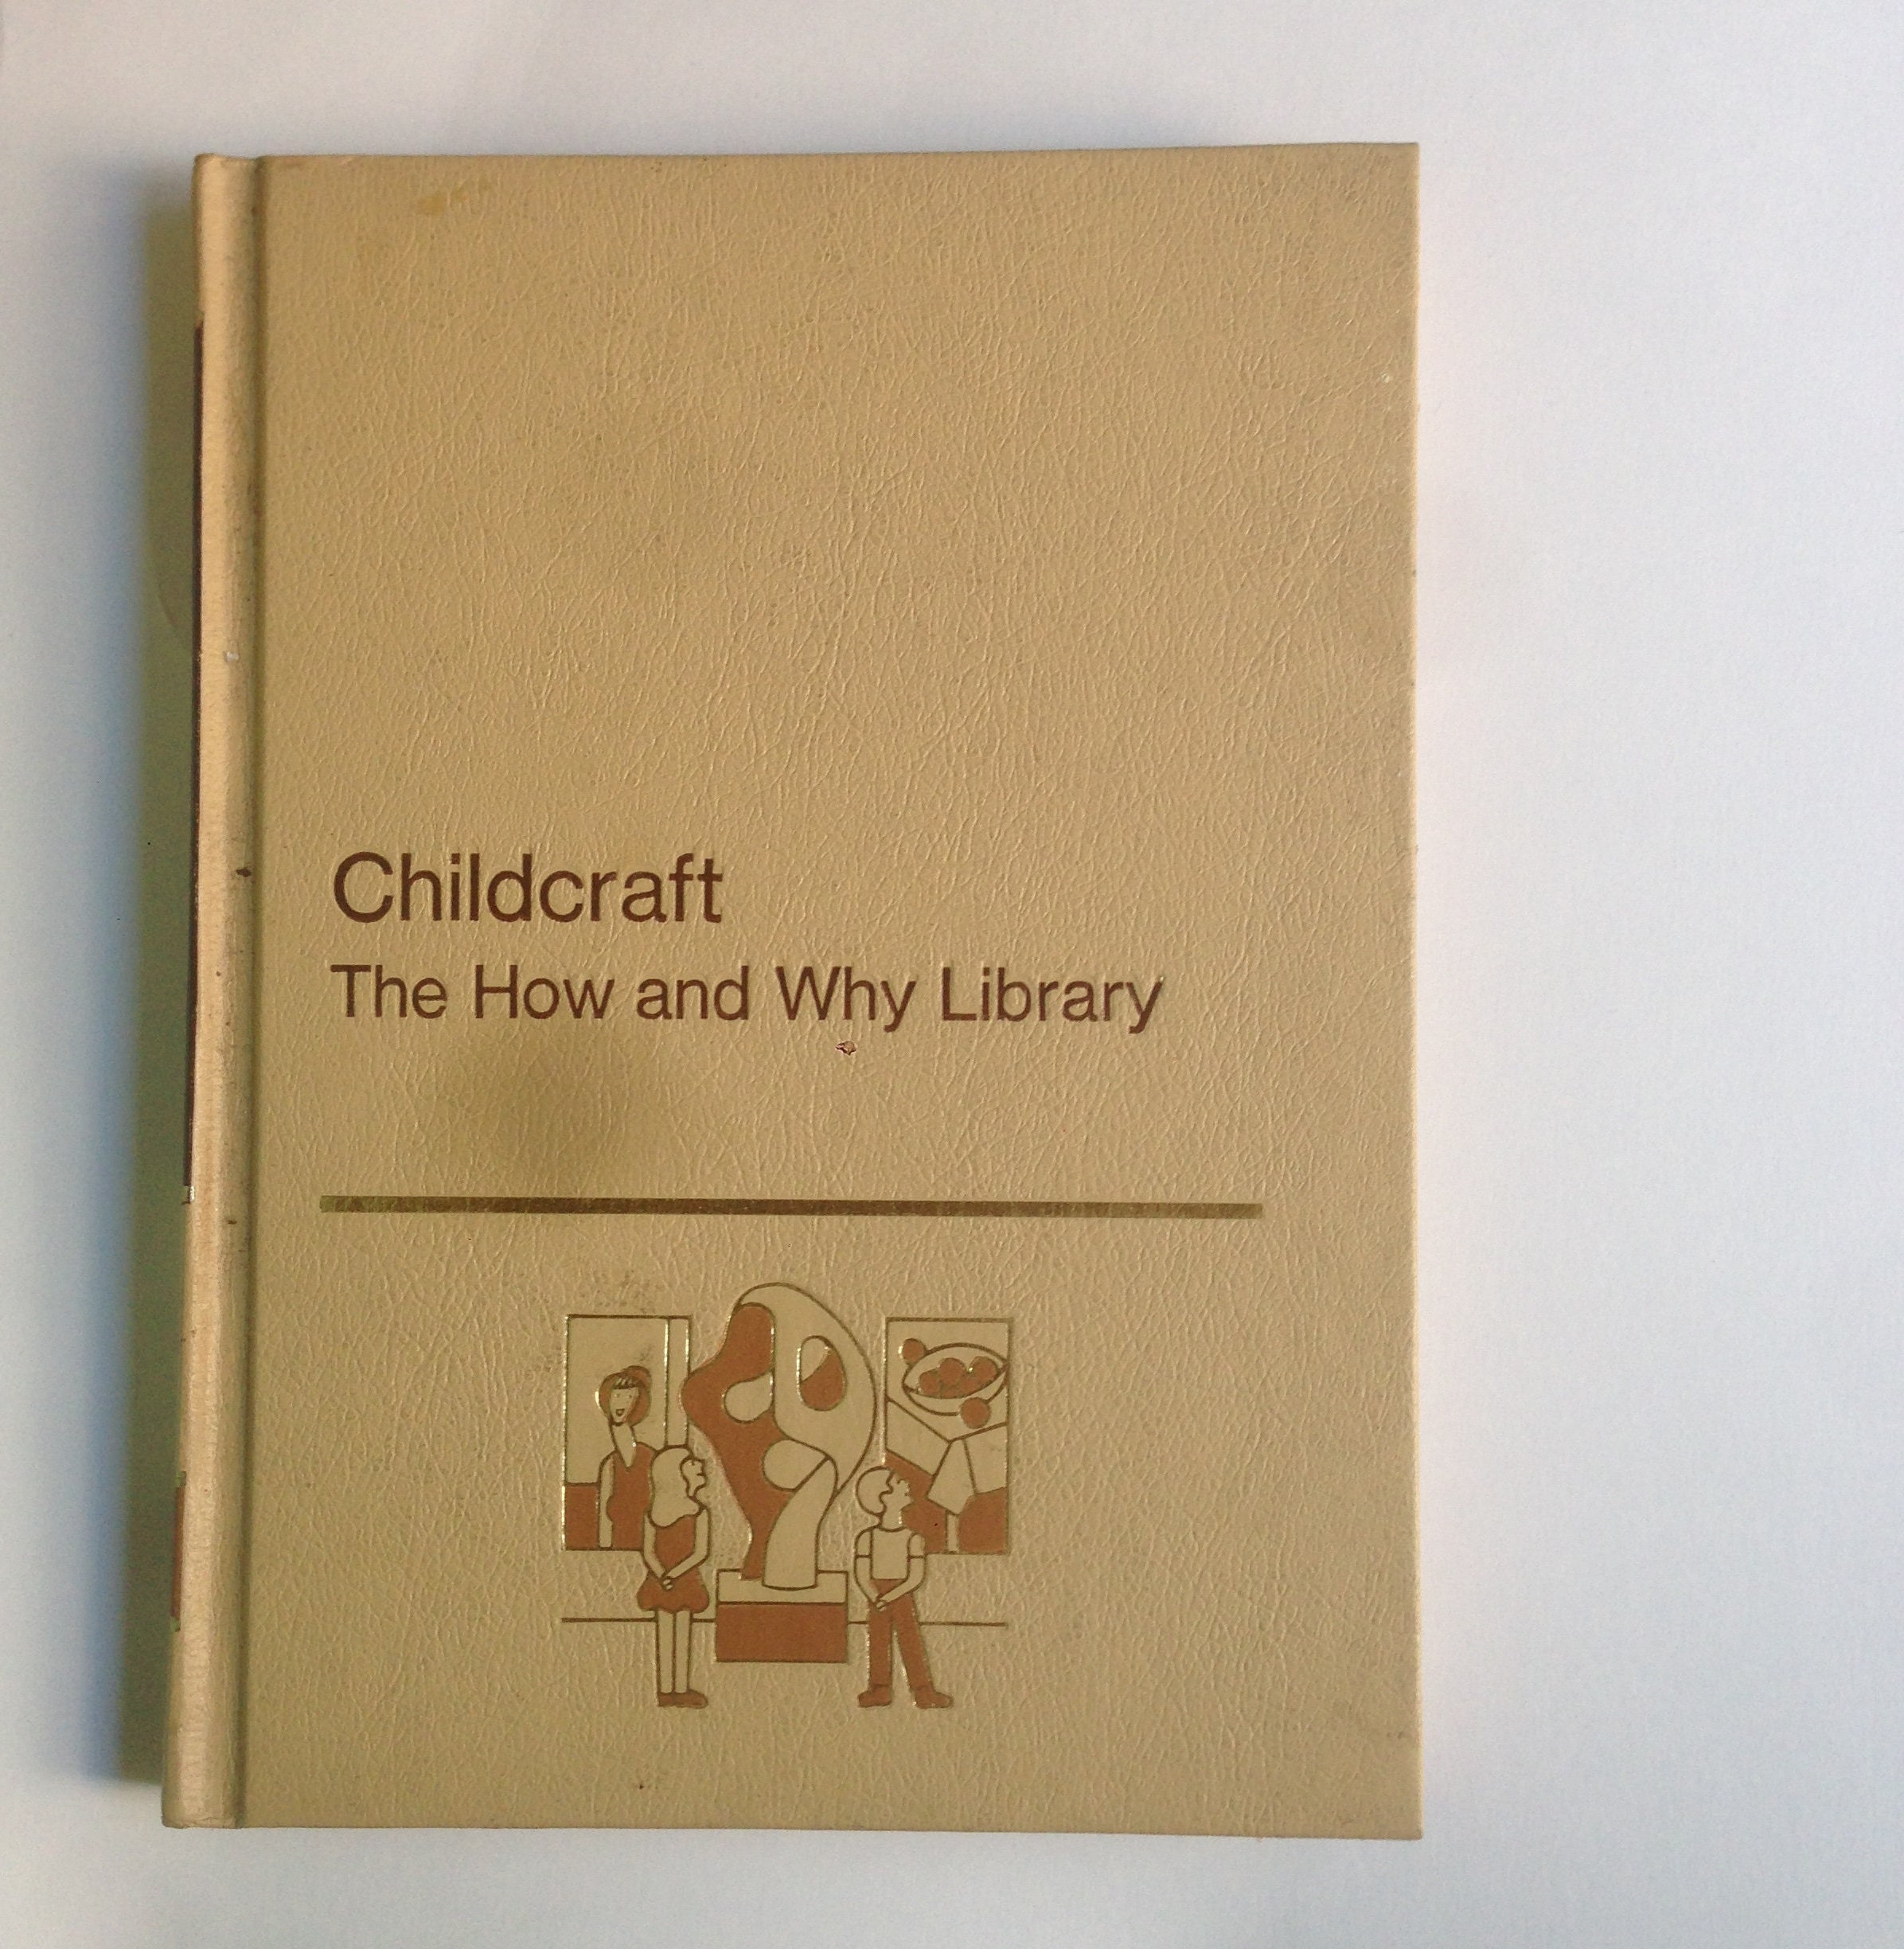 Childcraft
The How and Why Library